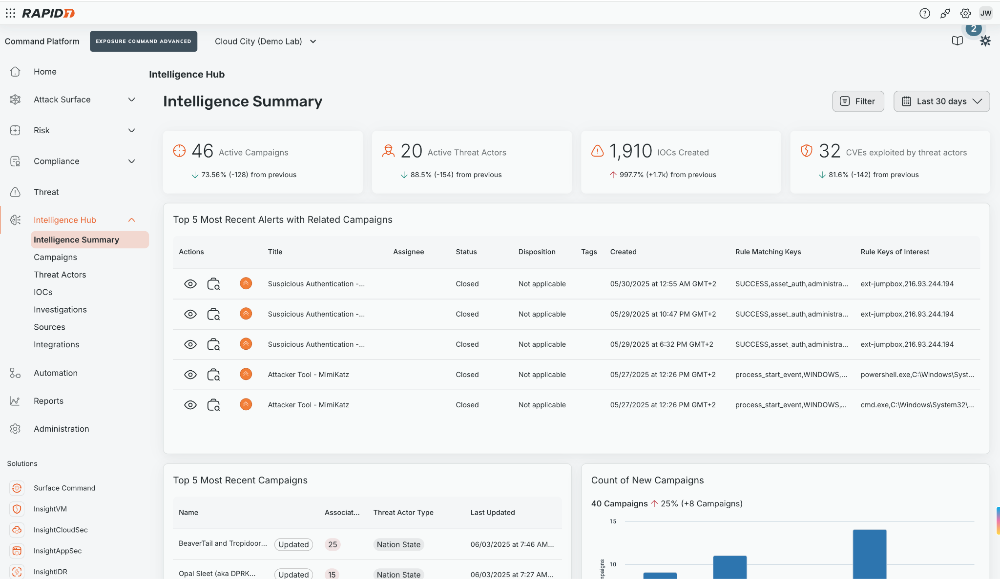 RAPID7
JW
2
Command Platform
EXPOSURE COMMAND ADVANCED
Cloud City (Demo Lab)
Home
Attack Surface
Risk
Compliance
Threat
Intelligence Hub
Intelligence Summary
Campaigns
Threat Actors
IOCs
Investigations
Sources
Integrations
Automation
Reports
Administration
Solutions
Surface Command
InsightVM
InsightCloudSec
InsightAppSec
InsightIDR
Intelligence Hub
Intelligence Summary
Filter
Last 30 days
46 Active Campaigns
73.56% (-128) from previous
20 Active Threat Actors
88.5% (-154) from previous
1,910 IOCs Created
997.7% (+1.7k) from previous
32 CVEs exploited by threat actors
81.6% (-142) from previous
Top 5 Most Recent Alerts with Related Campaigns
Actions Title Assignee Status Disposition Tags Created Rule Matching Keys Rule Keys of Interest
Suspicious Authentication -... Closed Not applicable 05/30/2025 at 12:55 AM GMT+2 SUCCESS,asset_auth,administra... ext-jumpbox,216.93.244.194
Suspicious Authentication -... Closed Not applicable 05/29/2025 at 10:47 PM GMT+2 SUCCESS,asset_auth,administra... ext-jumpbox,216.93.244.194
Suspicious Authentication -... Closed Not applicable 05/29/2025 at 6:32 PM GMT+2 SUCCESS,asset_auth,administra... ext-jumpbox,216.93.244.194
Attacker Tool - MimiKatz Closed Not applicable 05/27/2025 at 12:26 PM GMT+2 process_start_event,WINDOWS,... powershell.exe,C:\Windows\Syst...
Attacker Tool - MimiKatz Closed Not applicable 05/27/2025 at 12:26 PM GMT+2 process_start_event,WINDOWS,... cmd.exe,C:\Windows\System32\...
Top 5 Most Recent Campaigns
Name Associat... Threat Actor Type Last Updated
BeaverTail and Tropidoor... Updated 25 Nation State 06/03/2025 at 7:46 AM...
Opal Sleet (aka DPRK... Updated 15 Nation State 06/03/2025 at 7:27 AM...
Count of New Campaigns
40 Campaigns 25% (+8 Campaigns)
15
10